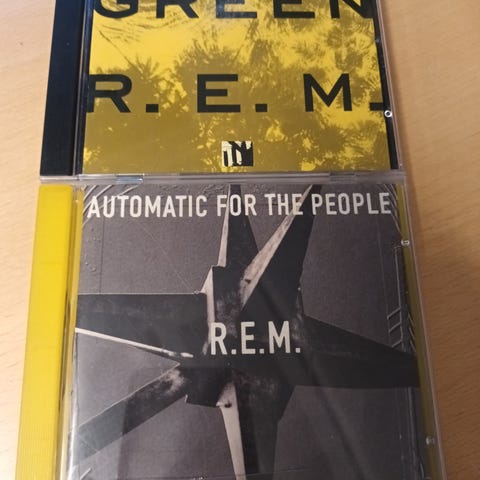 GREEN
R. E. M.
AUTOMATIC FOR THE PEOPLE
R.E.M.